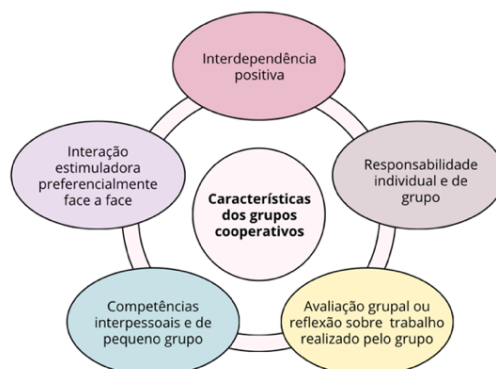 Interdependência
positiva
Interação
estimuladora
preferencialmente
face a face
Responsabilidade
individual e de
grupo
Características
dos grupos
cooperativos
Competências
interpessoais e de
pequeno grupo
Avaliação grupal ou
reflexão sobre trabalho
realizado pelo grupo